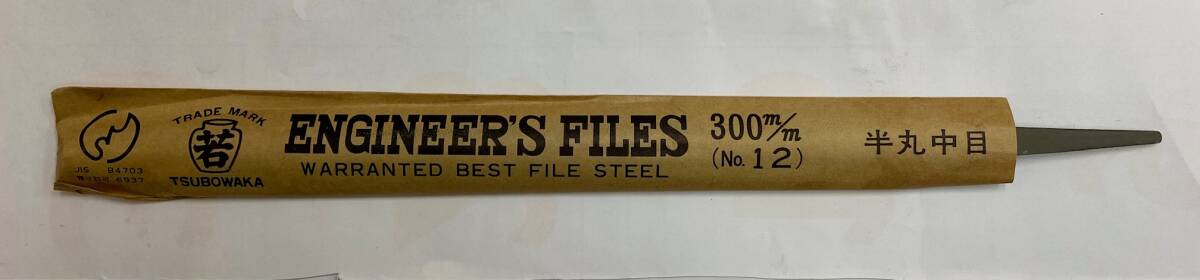 JIS B4703
6937
TRADE MARK
若
TSUBOWAKA
ENGINEER'S FILES
WARRANTED BEST FILE STEEL
300m/m
(No. 12)
半丸中目